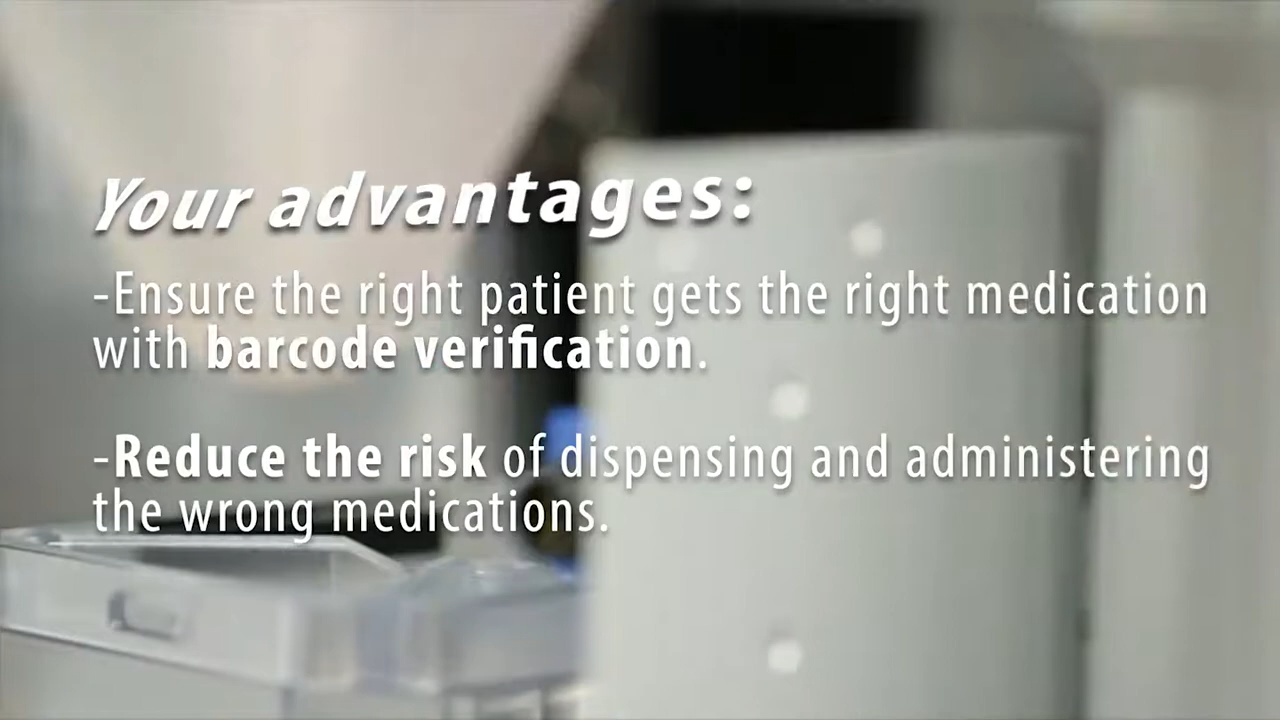 Your advantages:
-Ensure the right patient gets the right medication
with barcode verification.
-Reduce the risk of dispensing and administering
the wrong medications.